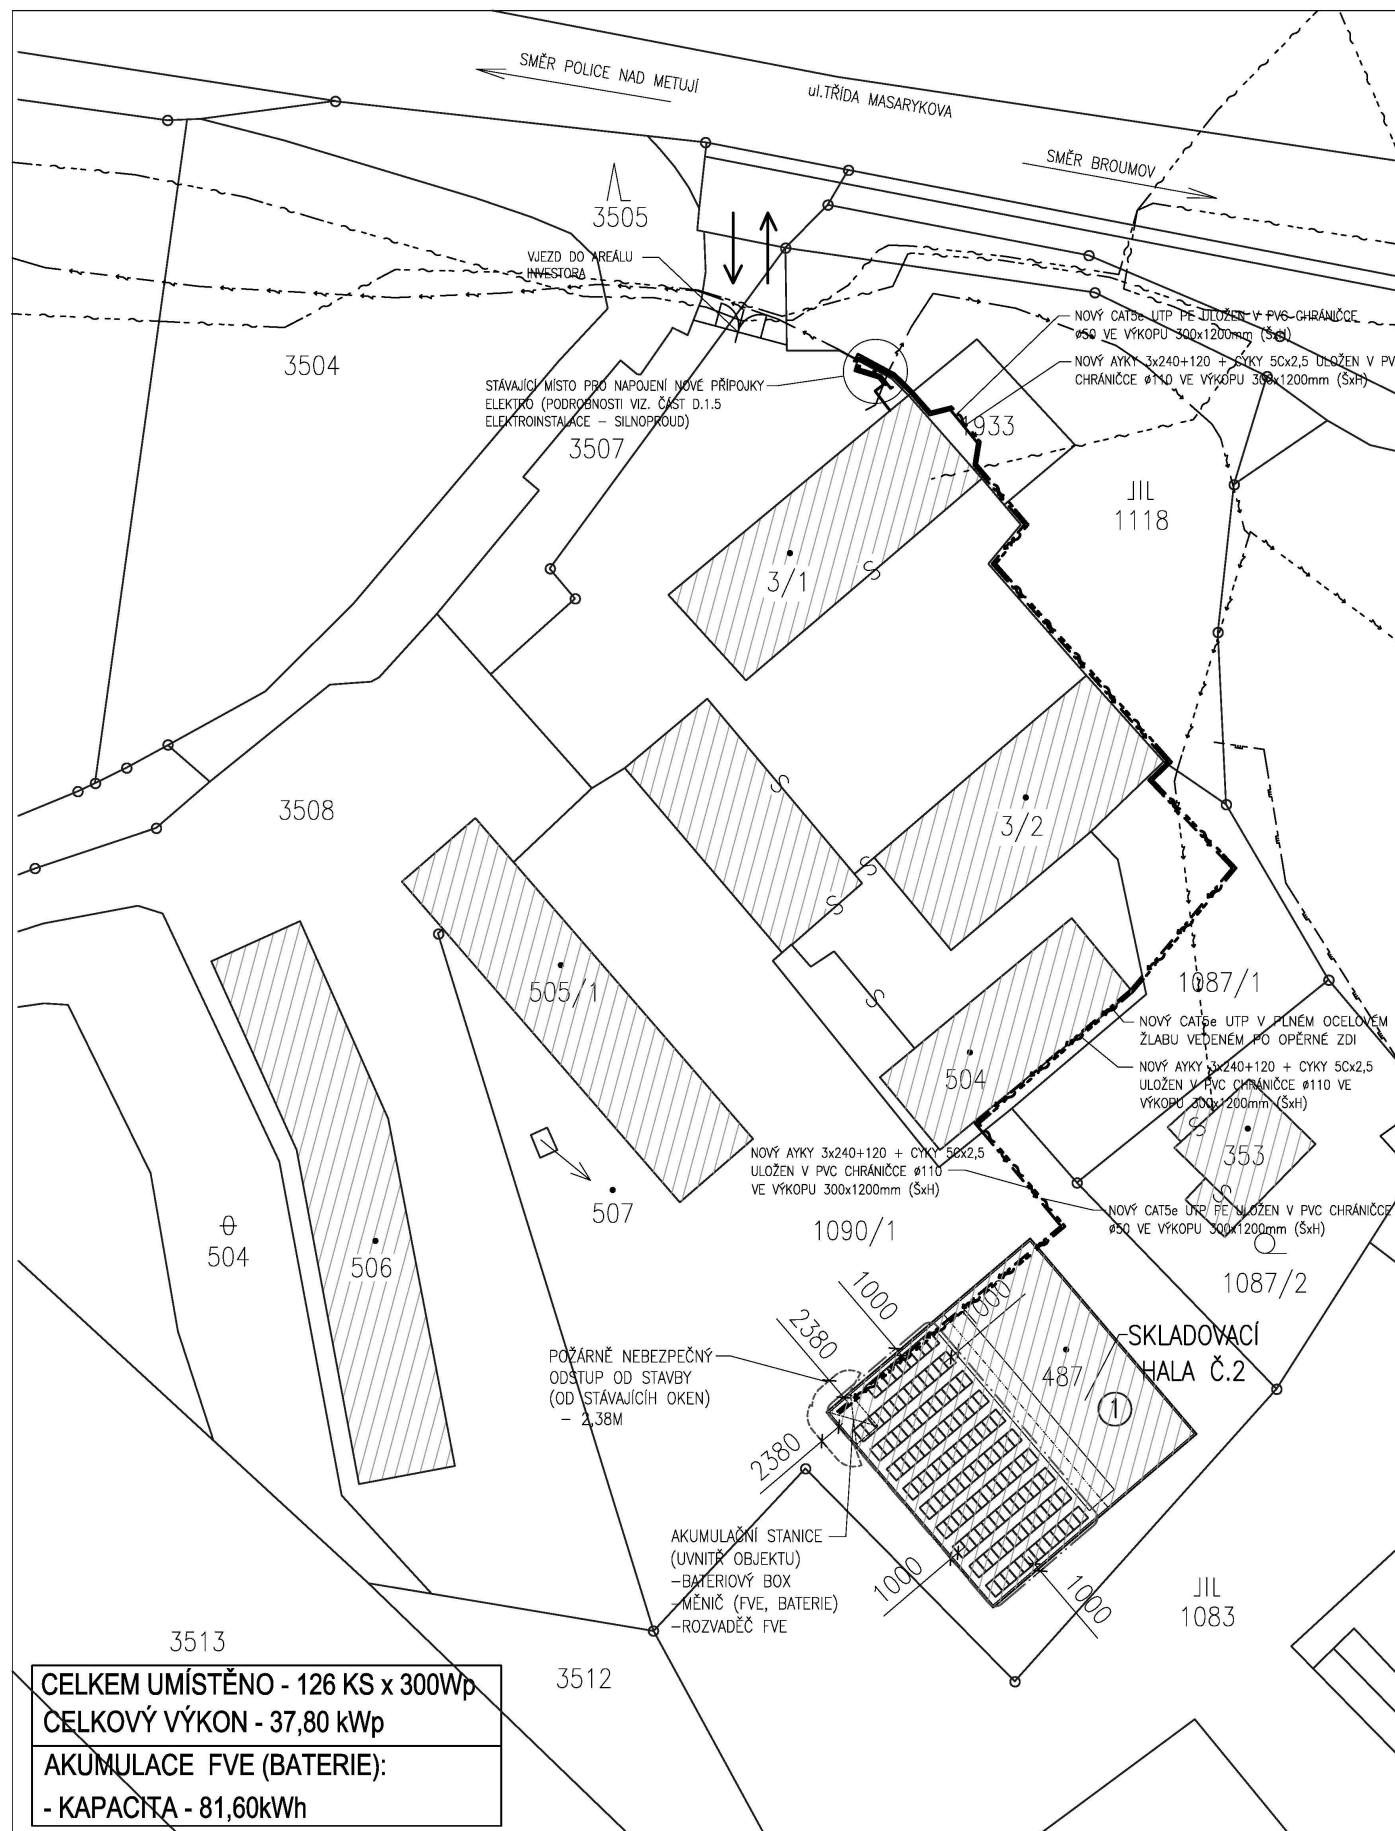 SMĚR POLICE NAD METUJÍ
ul.TŘÍDA MASARYKOVA
SMĚR BROUMOV
3505
VJEZD DO AREÁLU
INVESTORA
NOVÝ CAT5e UTP PE ULOŽEN V PVC CHRÁNIČCE
ø50 VE VÝKOPU 300x1200mm (ŠxH)
3504
NOVÝ AYKY 3x240+120 + CYKY 5Cx2,5 ULOŽEN V PV
CHRÁNIČCE ø110 VE VÝKOPU 300x1200mm (ŠxH)
STÁVAJÍCÍ MÍSTO PRO NAPOJENÍ NOVÉ PŘÍPOJKY
ELEKTRO (PODROBNOSTI VIZ. ČÁST D.1.5
ELEKTROINSTALACE – SILNOPROUD)
1933
3507
1118
3/1
S
S
3508
3/2
S
S
505/1
S
1087/1
NOVÝ CAT5e UTP V PLNÉM OCELOVÉM
ŽLABU VEDENÉM PO OPĚRNÉ ZDI
504
NOVÝ AYKY 3x240+120 + CYKY 5Cx2,5
ULOŽEN V PVC CHRÁNIČCE ø110 VE
VÝKOPU 300x1200mm (ŠxH)
S
353
S
NOVÝ AYKY 3x240+120 + CYKY 5Cx2,5
ULOŽEN V PVC CHRÁNIČCE ø110
VE VÝKOPU 300x1200mm (ŠxH)
507
NOVÝ CAT5e UTP PE ULOŽEN V PVC CHRÁNIČCE
ø50 VE VÝKOPU 300x1200mm (ŠxH)
1090/1
504
506
1087/2
1000
1000
2380
SKLADOVACÍ
HALA Č.2
487
1
POŽÁRNĚ NEBEZPEČNÝ
ODSTUP OD STAVBY
(OD STÁVAJÍCÍH OKEN)
– 2,38M
2380
AKUMULAČNÍ STANICE
(UVNITŘ OBJEKTU)
–BATERIOVÝ BOX
–MĚNIČ (FVE, BATERIE)
–ROZVADĚČ FVE
1000
1000
1083
3513
3512
CELKEM UMÍSTĚNO - 126 KS x 300Wp
CELKOVÝ VÝKON - 37,80 kWp
AKUMULACE FVE (BATERIE):
- KAPACITA - 81,60kWh